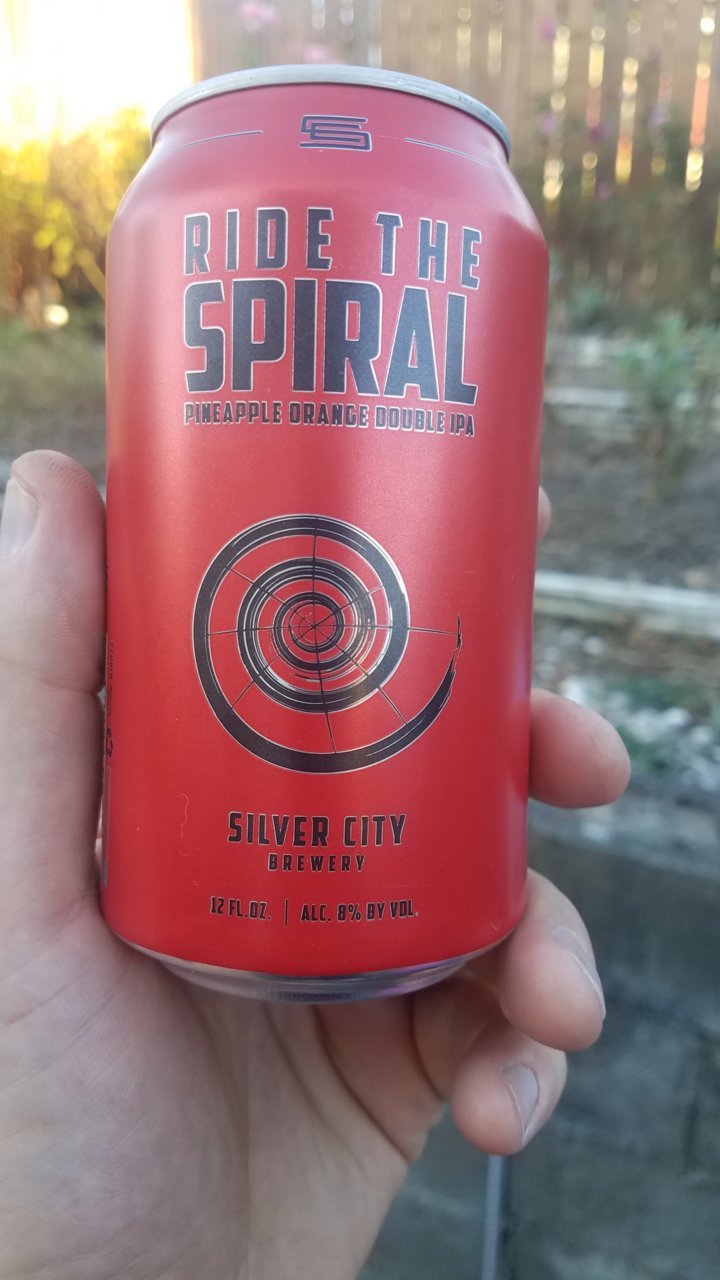 RIDE THE
SPIRAL
PINEAPPLE ORANGE DOUBLE IPA
SILVER CITY
BREWERY
12 FL.OZ. | ALC. 8% BY VOL.